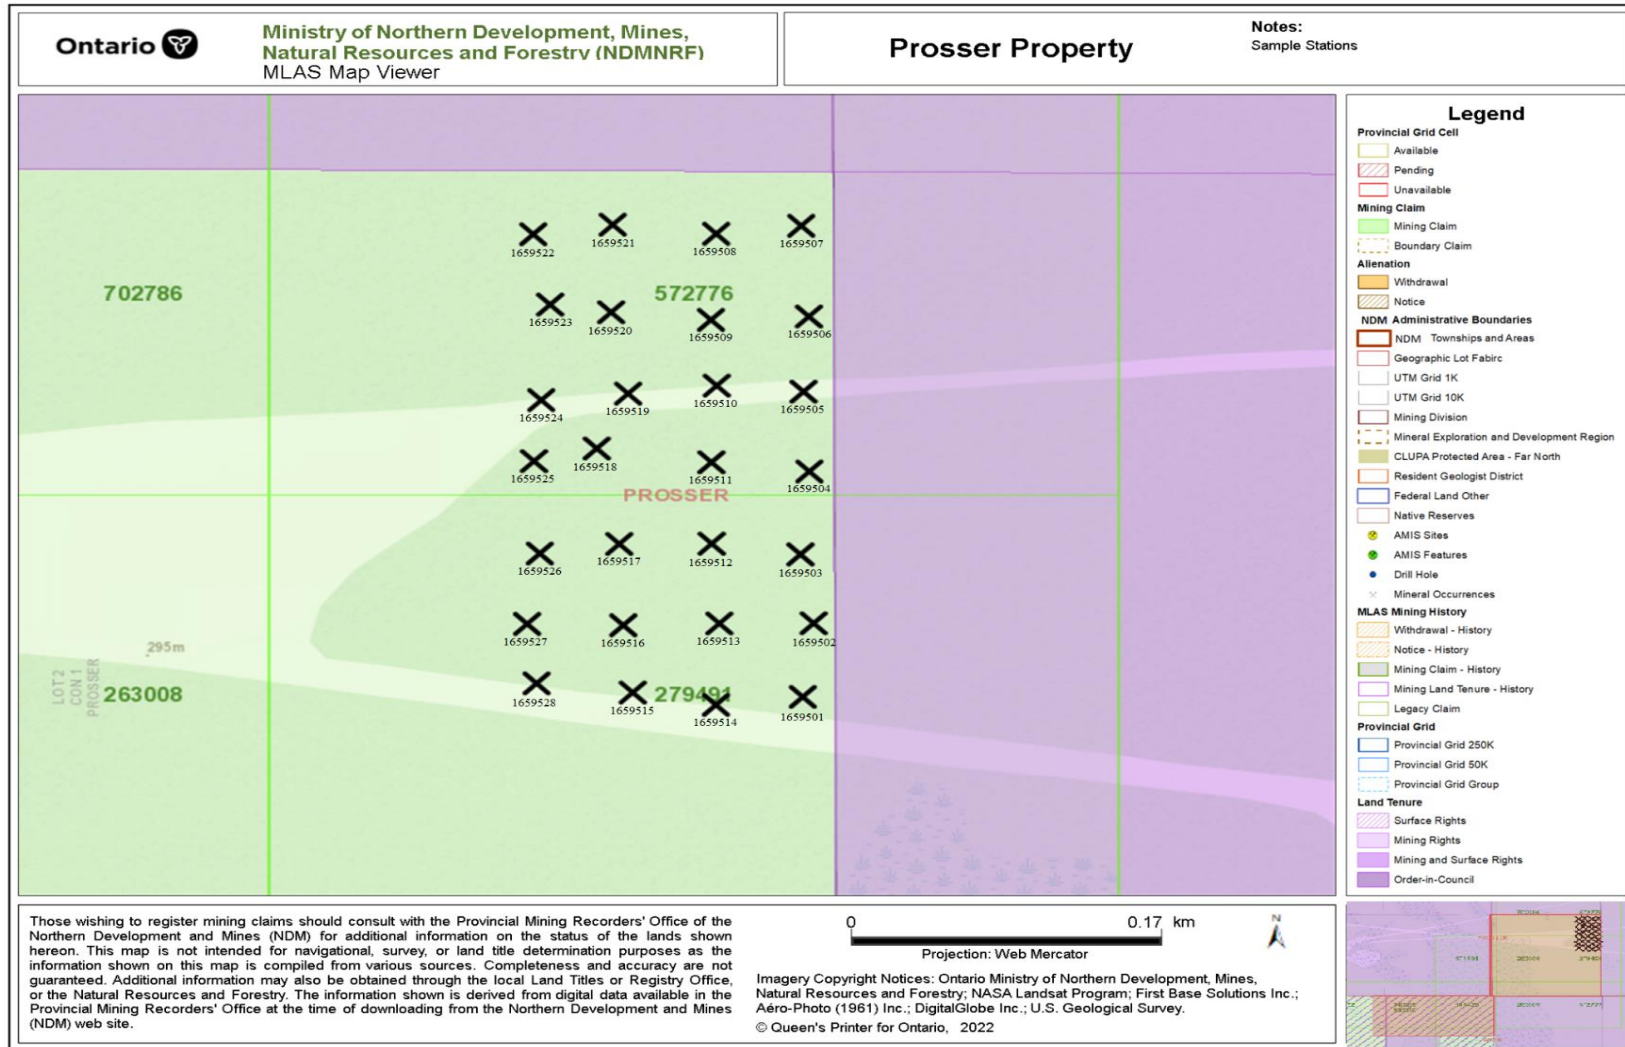 Ontario
Ministry of Northern Development, Mines,
Natural Resources and Forestry (NDMNRF)
MLAS Map Viewer
Prosser Property
Notes:
Sample Stations
1659522
1659521
1659508
1659507
702786
572776
1659523
1659520
1659509
1659506
1659524
1659519
1659510
1659505
1659525
1659518
1659511
1659504
PROSSER
1659526
1659517
1659512
1659503
1659527
1659516
1659513
1659502
295m
LOT2
CON 1
PROSSER
263008
279491
1659528
1659515
1659514
1659501
Legend
Provincial Grid Cell
Available
Pending
Unavailable
Mining Claim
Mining Claim
Boundary Claim
Alienation
Withdrawal
Notice
NDM Administrative Boundaries
NDM Townships and Areas
Geographic Lot Fabirc
UTM Grid 1K
UTM Grid 10K
Mining Division
Mineral Exploration and Development Region
CLUPA Protected Area - Far North
Resident Geologist District
Federal Land Other
Native Reserves
AMIS Sites
AMIS Features
Drill Hole
Mineral Occurrences
MLAS Mining History
Withdrawal - History
Notice - History
Mining Claim - History
Mining Land Tenure - History
Legacy Claim
Provincial Grid
Provincial Grid 250K
Provincial Grid 50K
Provincial Grid Group
Land Tenure
Surface Rights
Mining Rights
Mining and Surface Rights
Order-in-Council
Those wishing to register mining claims should consult with the Provincial Mining Recorders' Office of the
Northern Development and Mines (NDM) for additional information on the status of the lands shown
hereon. This map is not intended for navigational, survey, or land title determination purposes as the
information shown on this map is compiled from various sources. Completeness and accuracy are not
guaranteed. Additional information may also be obtained through the local Land Titles or Registry Office,
or the Natural Resources and Forestry. The information shown is derived from digital data available in the
Provincial Mining Recorders' Office at the time of downloading from the Northern Development and Mines
(NDM) web site.
0 0.17 km
Projection: Web Mercator
N
Imagery Copyright Notices: Ontario Ministry of Northern Development, Mines,
Natural Resources and Forestry; NASA Landsat Program; First Base Solutions Inc.;
Aéro-Photo (1961) Inc.; DigitalGlobe Inc.; U.S. Geological Survey.
© Queen's Printer for Ontario, 2022